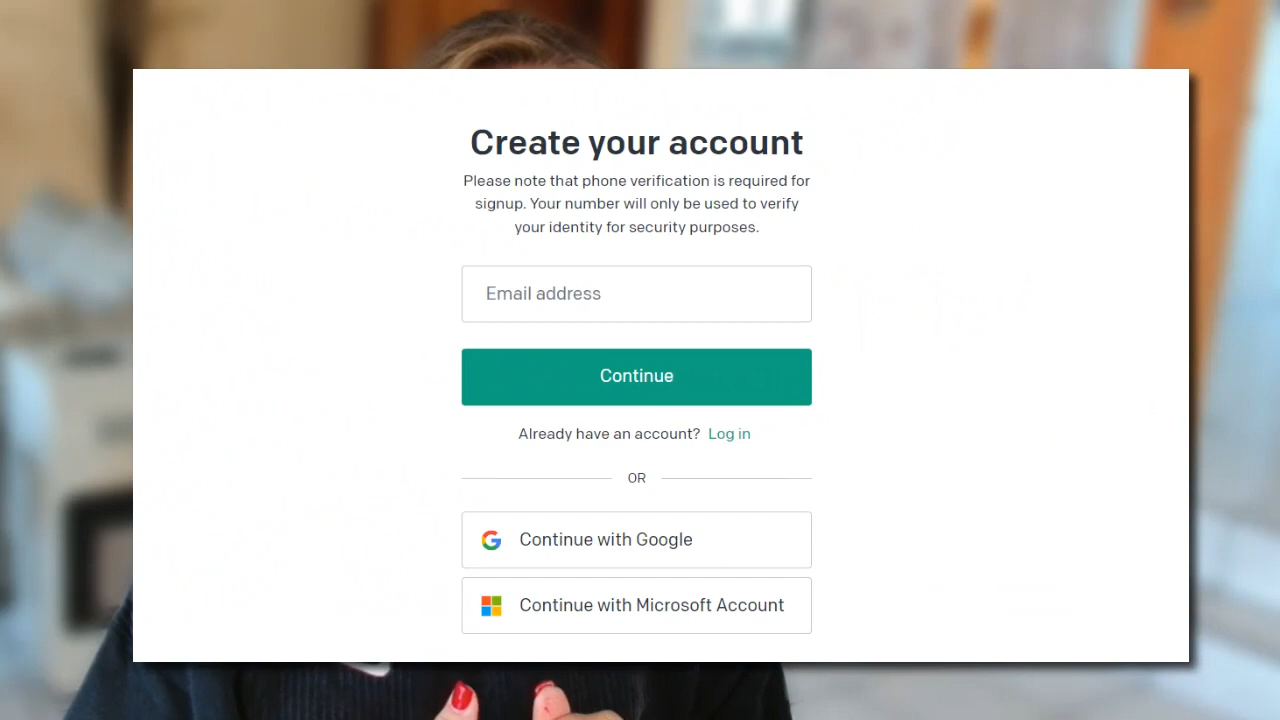 Create your account
Please note that phone verification is required for
signup. Your number will only be used to verify
your identity for security purposes.
Email address
Continue
Already have an account? Log in
OR
Continue with Google
Continue with Microsoft Account